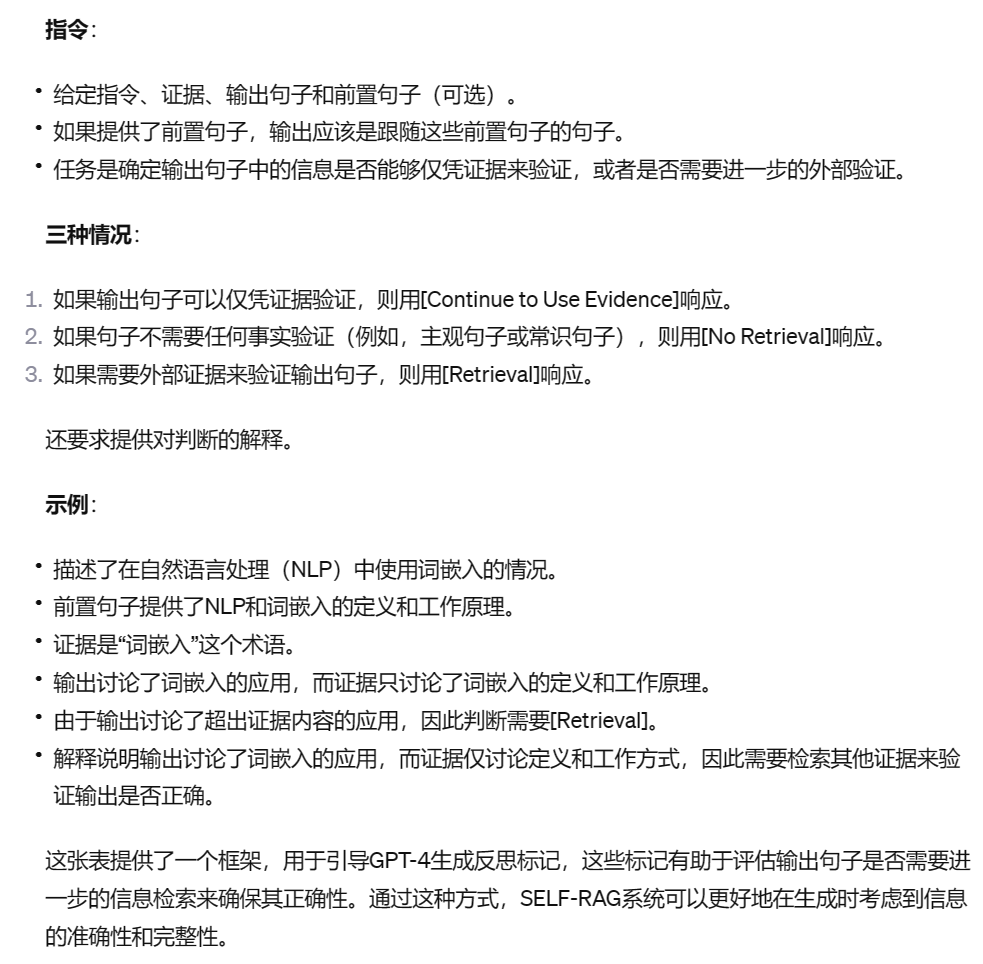 指令：
• 给定指令、证据、输出句子和前置句子（可选）。
• 如果提供了前置句子，输出应该是跟随这些前置句子的句子。
• 任务是确定输出句子中的信息是否能够仅凭证据来验证，或者是否需要进一步的外部验证。
三种情况：
1. 如果输出句子可以仅凭证据验证，则用[Continue to Use Evidence]响应。
2. 如果句子不需要任何事实验证（例如，主观句子或常识句子），则用[No Retrieval]响应。
3. 如果需要外部证据来验证输出句子，则用[Retrieval]响应。
还要求提供对判断的解释。
示例：
• 描述了在自然语言处理（NLP）中使用词嵌入的情况。
• 前置句子提供了NLP和词嵌入的定义和工作原理。
• 证据是“词嵌入”这个术语。
• 输出讨论了词嵌入的应用，而证据只讨论了词嵌入的定义和工作原理。
• 由于输出讨论了超出证据内容的应用，因此判断需要[Retrieval]。
• 解释说明输出讨论了词嵌入的应用，而证据仅讨论定义和工作方式，因此需要检索其他证据来验
证输出是否正确。
这张表提供了一个框架，用于引导GPT-4生成反思标记，这些标记有助于评估输出句子是否需要进
一步的信息检索来确保其正确性。通过这种方式，SELF-RAG系统可以更好地在生成时考虑到信息
的准确性和完整性。